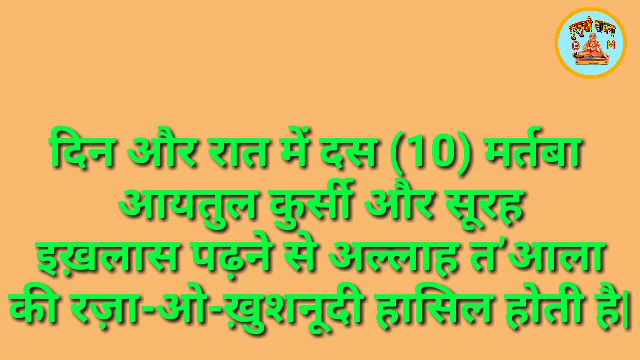 दिन और रात में दस (10) मर्तबा
आयतुल कुर्सी और सूरह
इख़लास पढ़ने से अल्लाह त’आला
की रज़ा-ओ-ख़ुशनूदी हासिल होती है|